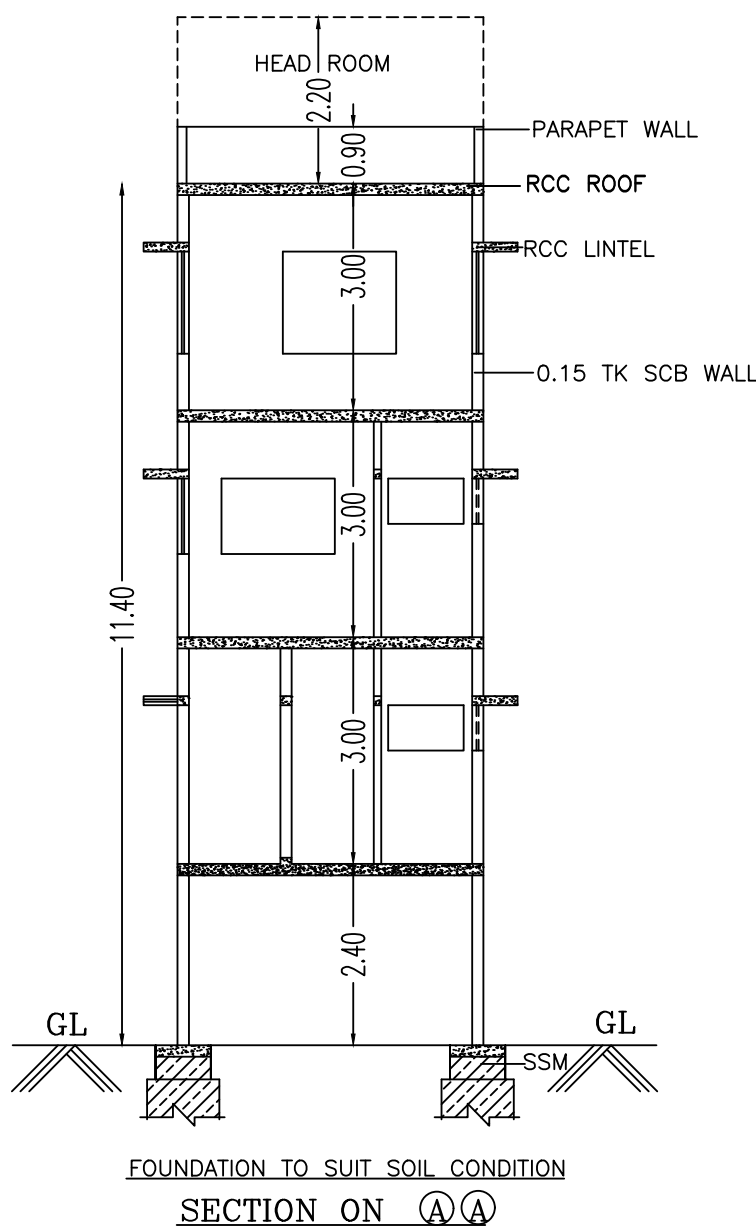 HEAD ROOM
2.20
PARAPET WALL
0.90
RCC ROOF
RCC LINTEL
3.00
0.15 TK SCB WALL
3.00
11.40
3.00
2.40
GL
GL
SSM
FOUNDATION TO SUIT SOIL CONDITION
SECTION ON A A